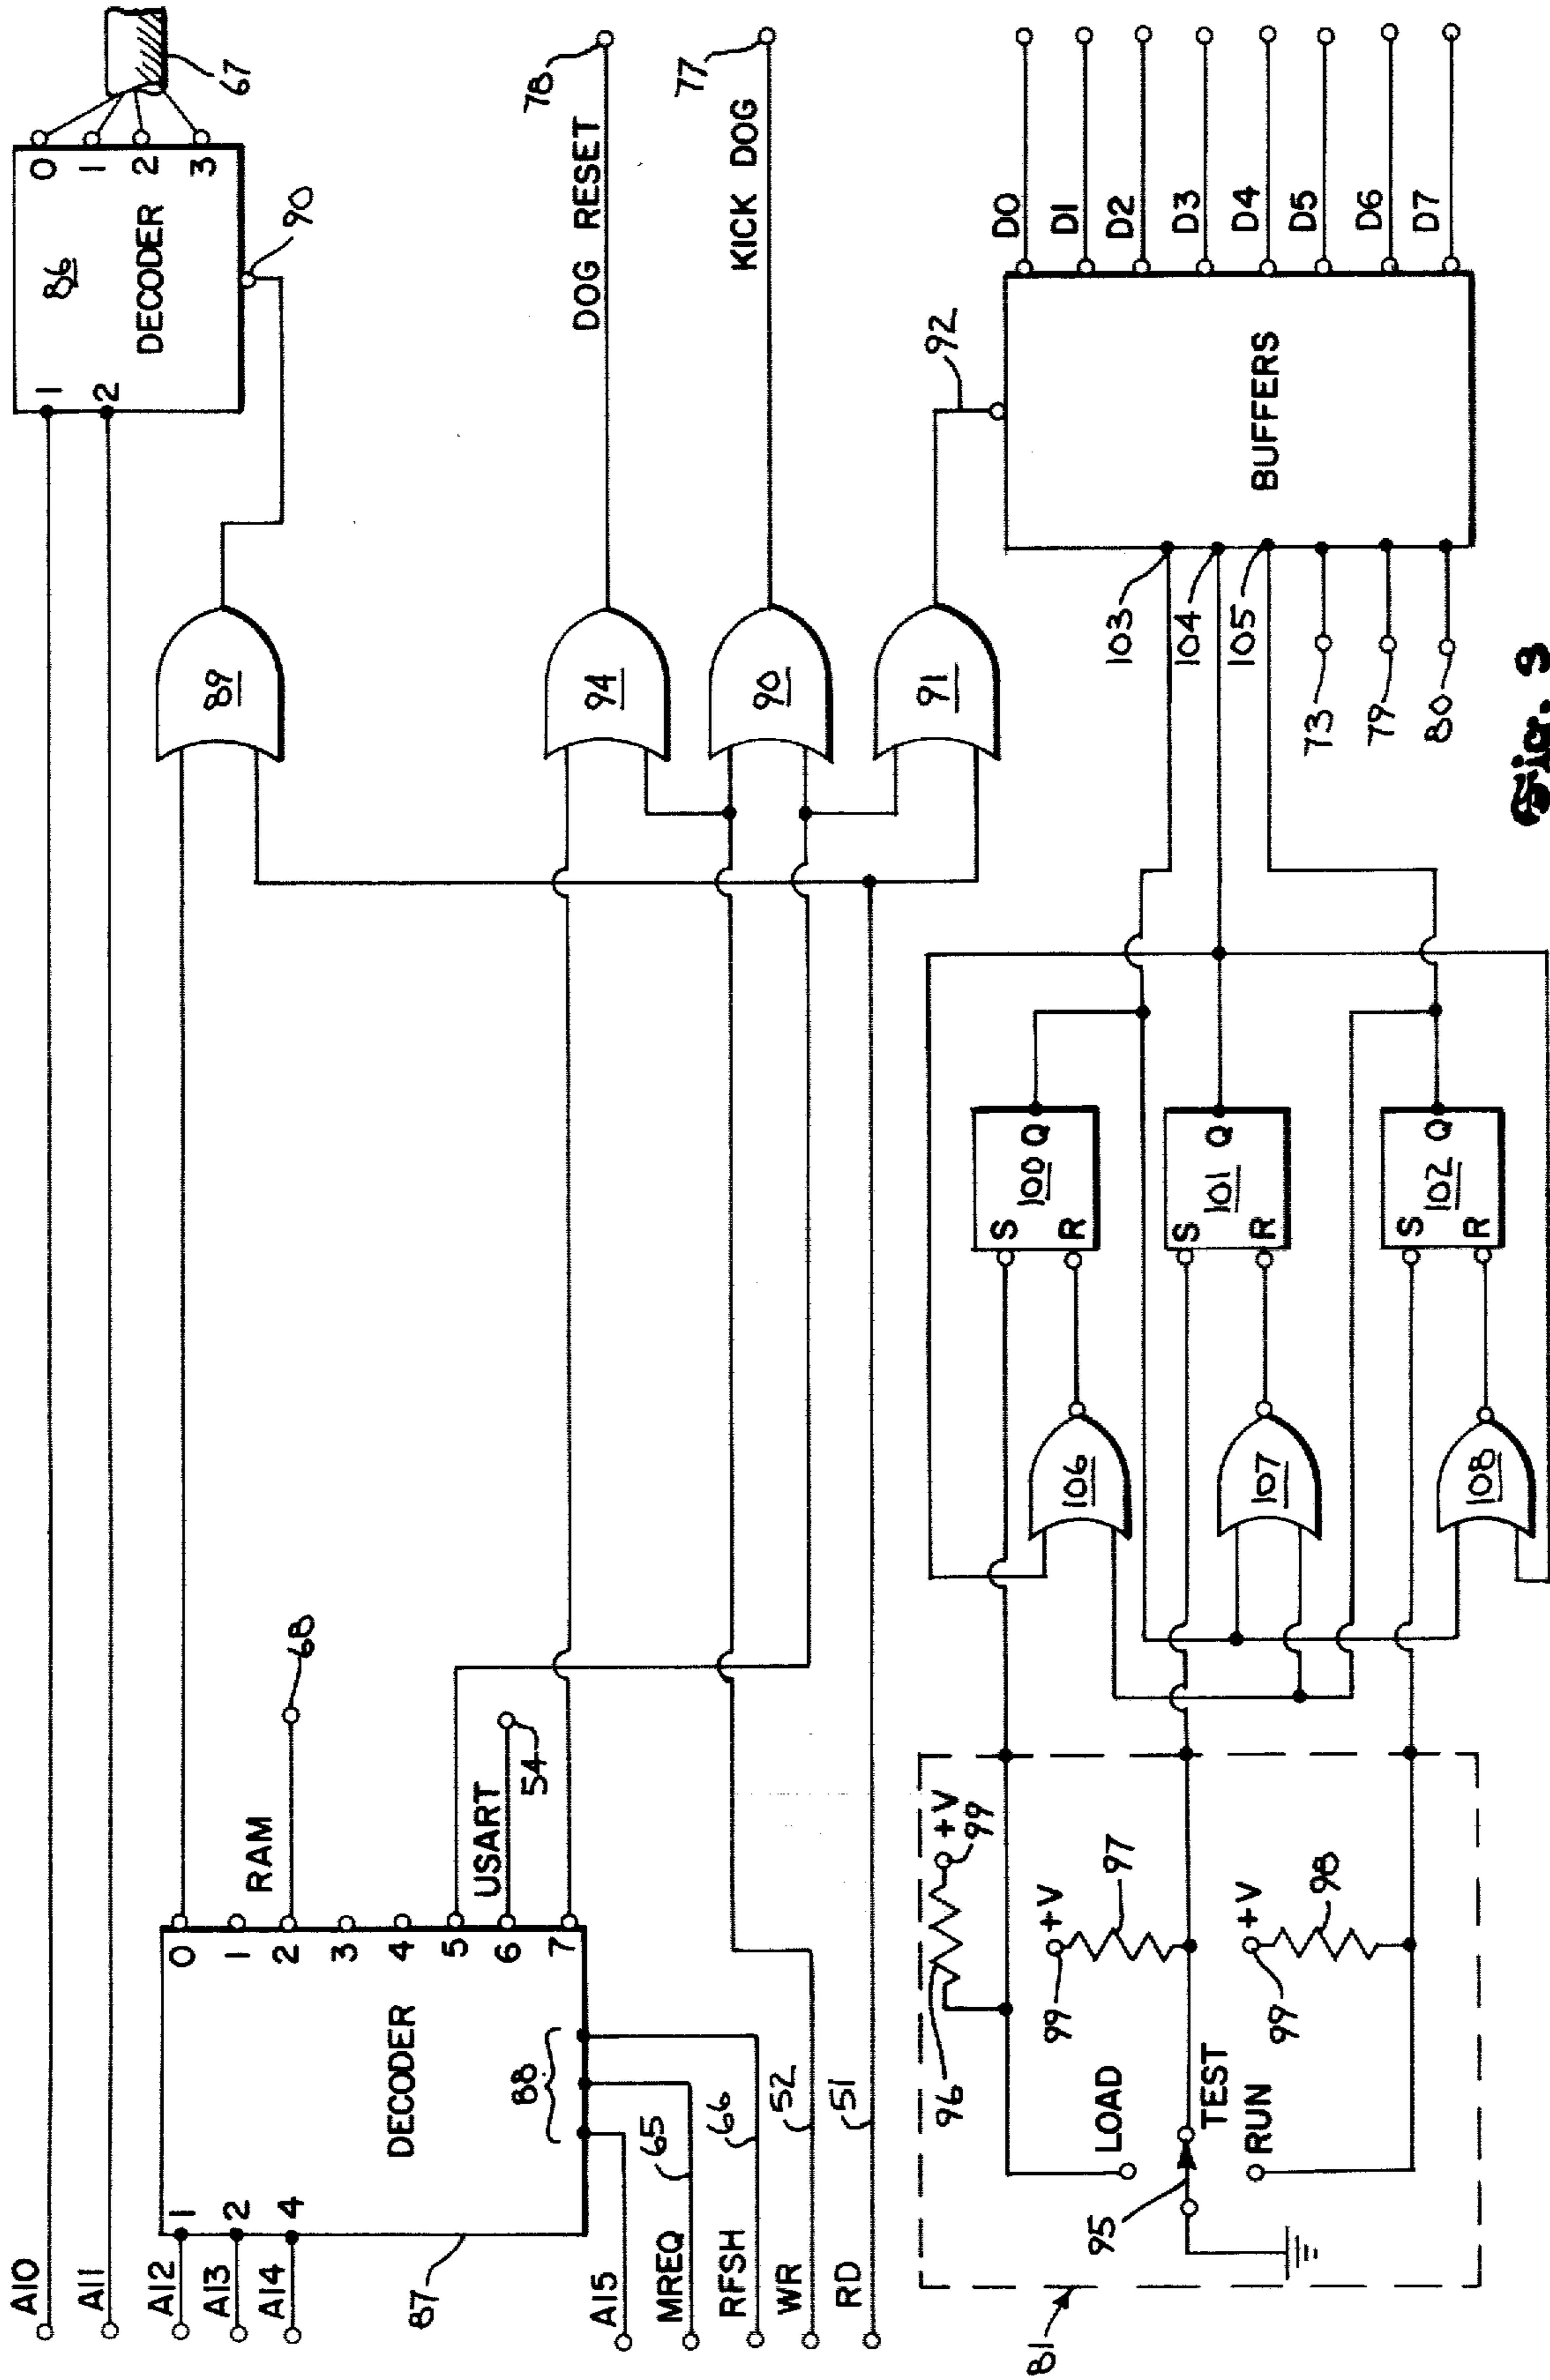 A10
A11
A12
A13
A14
1
2
4
DECODER
87
0
1
2
3
4
5
6
7
RAM
68
USART
54
88
A15
MREQ
65
RFSH
66
WR
52
RD
51
1
2
86
DECODER
0
1
2
3
67
90
89
94
90
91
DOG RESET
78
KICK DOG
77
92
BUFFERS
D0
D1
D2
D3
D4
D5
D6
D7
103
104
105
73
79
80
81
95
LOAD
TEST
RUN
96
+V
99
+V
99
97
+V
99
98
106
107
108
S
R
100
Q
S
R
101
Q
S
R
102
Q
Fig. 3